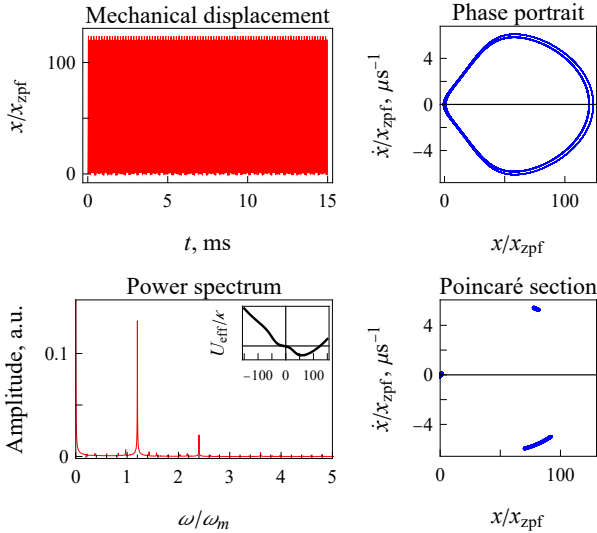 Mechanical displacement
x/x_zpf
100
0
0 5 10 15
t, ms
Phase portrait
ẋ/x_zpf, μs⁻¹
4
0
-4
0 100
x/x_zpf
Power spectrum
Amplitude, a.u.
0.1
0
0 1 2 3 4 5
ω/ω_m
U_eff/κ
-100 0 100
Poincaré section
ẋ/x_zpf, μs⁻¹
4
0
-4
0 100
x/x_zpf